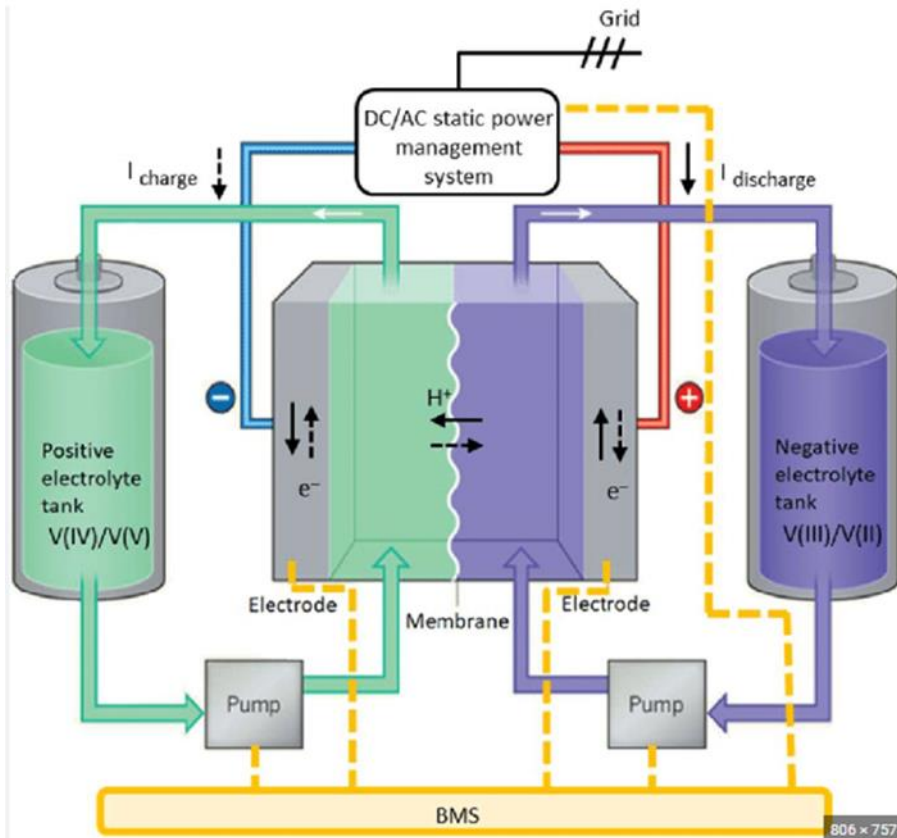 Grid
DC/AC static power
management
system
I charge
I discharge
−
+
H⁺
Positive
electrolyte
tank
V(IV)/V(V)
e⁻
e⁻
Negative
electrolyte
tank
V(III)/V(II)
Electrode
Membrane
Electrode
Pump
Pump
BMS
806 × 757